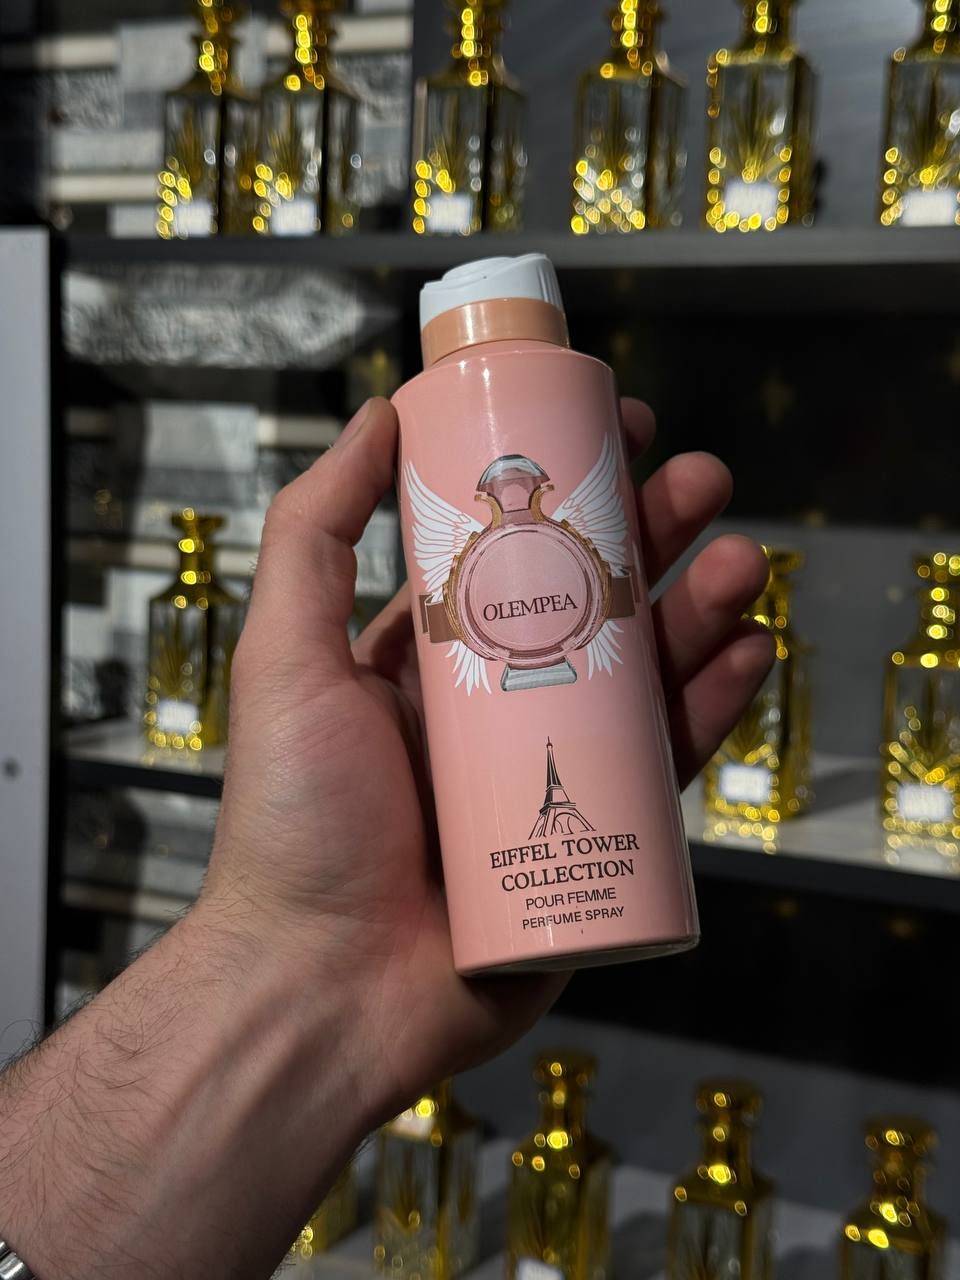 OLEMPEA
EIFFEL TOWER
COLLECTION
POUR FEMME
PERFUME SPRAY